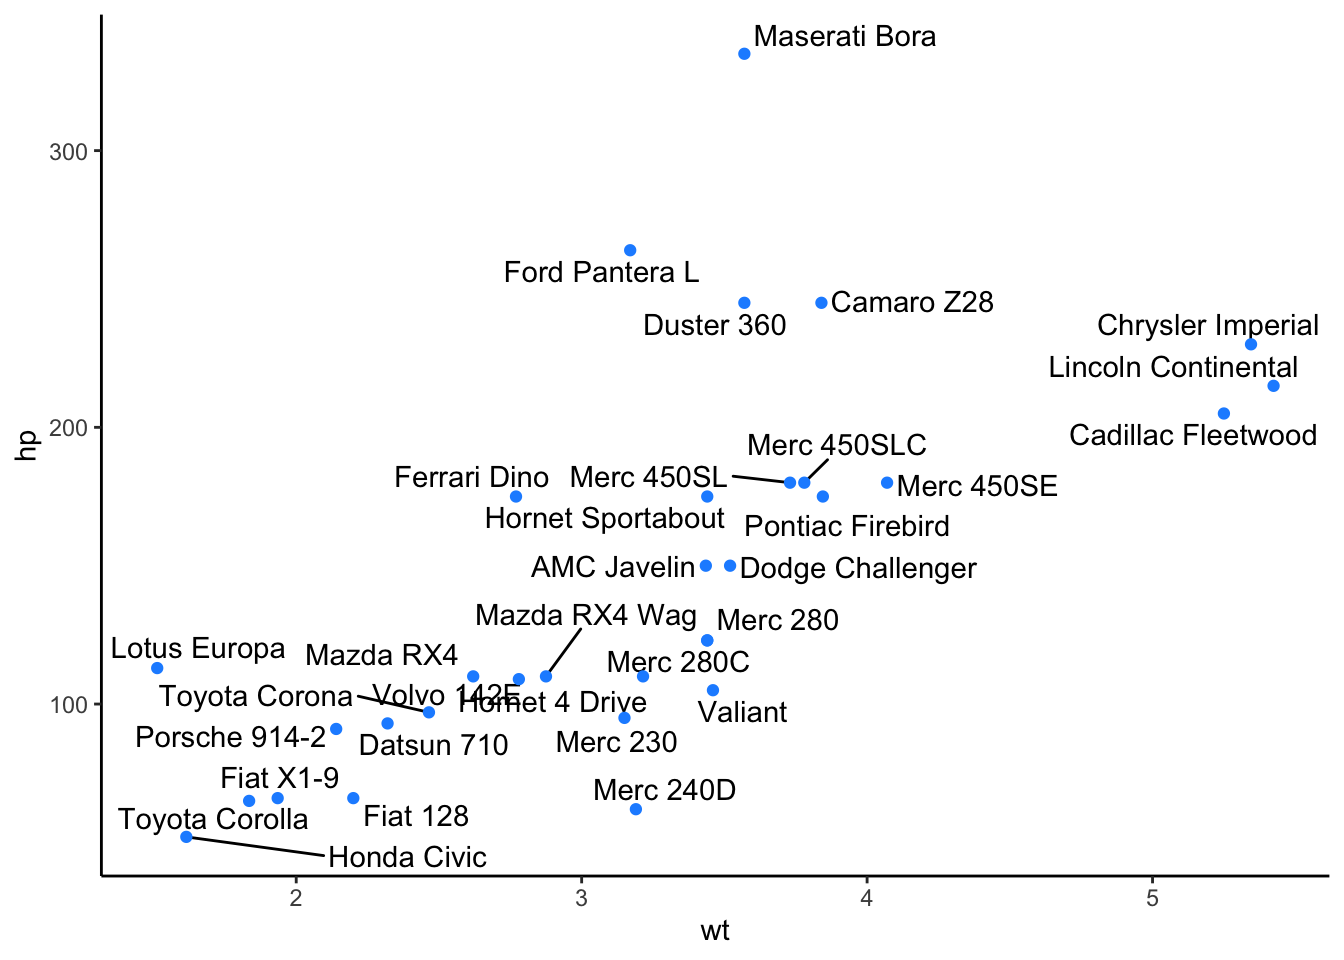 Maserati Bora
300
Ford Pantera L
Duster 360
Camaro Z28
Chrysler Imperial
Lincoln Continental
hp
200
Cadillac Fleetwood
Merc 450SLC
Ferrari Dino
Merc 450SL
Merc 450SE
Hornet Sportabout
Pontiac Firebird
AMC Javelin
Dodge Challenger
Mazda RX4 Wag
Merc 280
Lotus Europa
Mazda RX4
Merc 280C
Toyota Corona
Volvo 142E
Hornet 4 Drive
100
Valiant
Porsche 914-2
Datsun 710
Merc 230
Fiat X1-9
Merc 240D
Toyota Corolla
Fiat 128
Honda Civic
2
3
4
5
wt